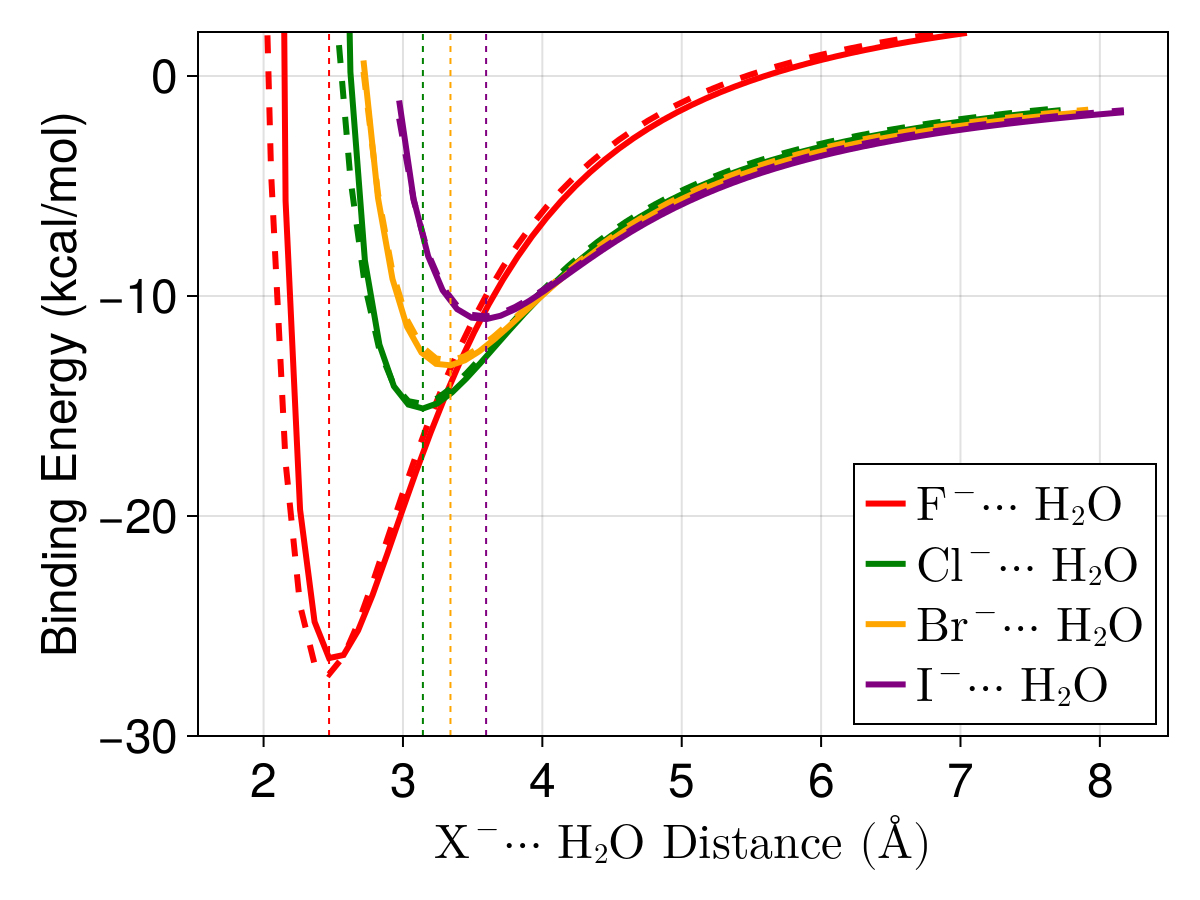 Binding Energy (kcal/mol)
0
−10
−20
−30
2 3 4 5 6 7 8
X⁻··· H₂O Distance (Å)
F⁻··· H₂O
Cl⁻··· H₂O
Br⁻··· H₂O
I⁻··· H₂O